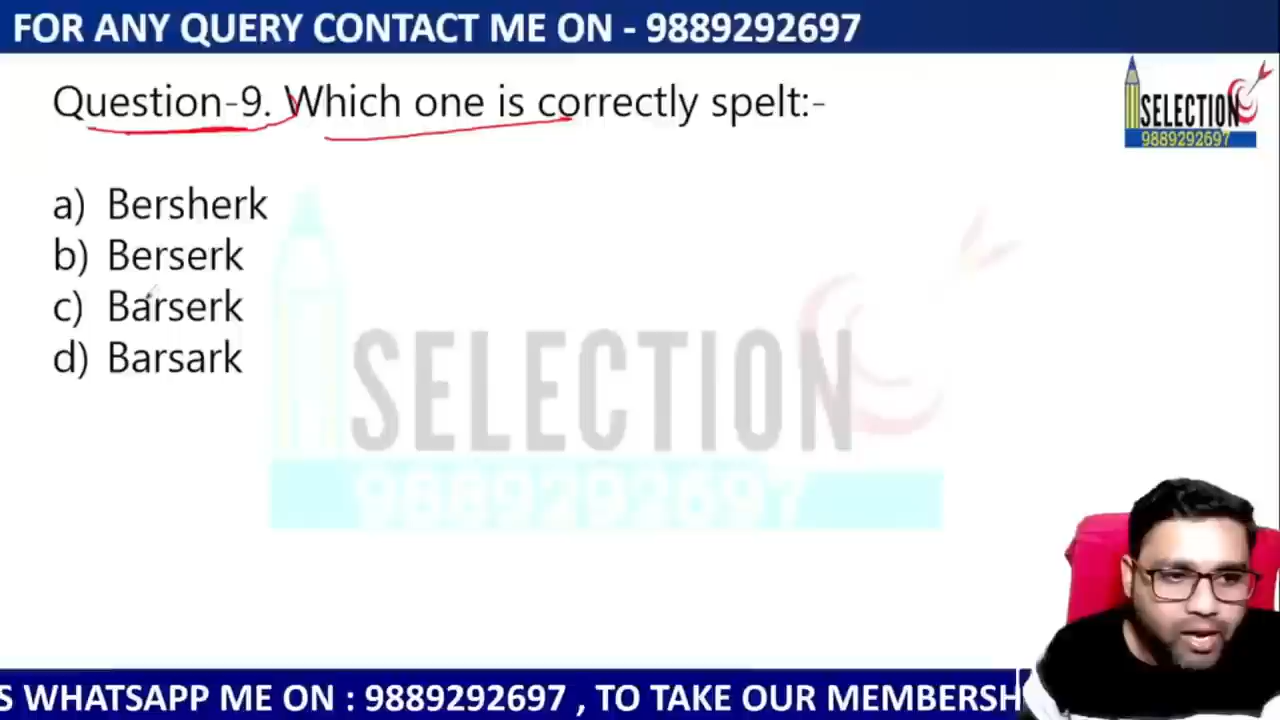 FOR ANY QUERY CONTACT ME ON - 9889292697
Question-9. Which one is correctly spelt:-
SELECTION
9889292697
a) Bersherk
b) Berserk
c) Barserk
d) Barsark
SELECTION
9889292697
S WHATSAPP ME ON : 9889292697 , TO TAKE OUR MEMBERSH